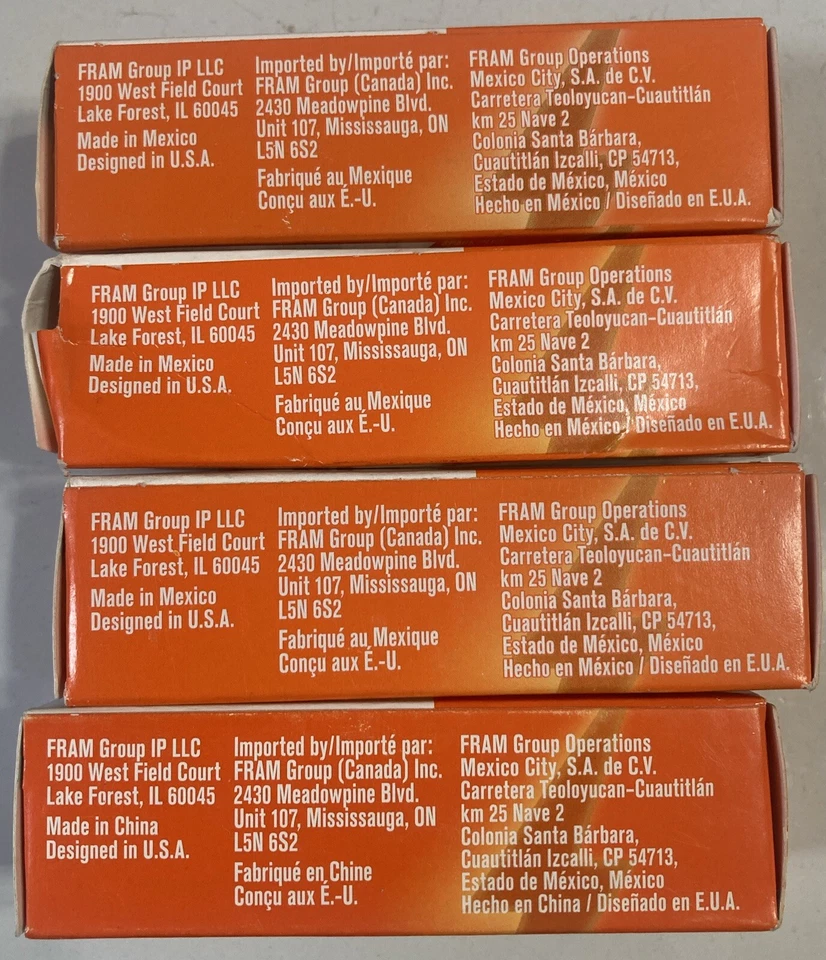 FRAM Group IP LLC
1900 West Field Court
Lake Forest, IL 60045
Made in Mexico
Designed in U.S.A.
Imported by/Importé par:
FRAM Group (Canada) Inc.
2430 Meadowpine Blvd.
Unit 107, Mississauga, ON
L5N 6S2
Fabriqué au Mexique
Conçu aux É.-U.
FRAM Group Operations
Mexico City, S.A. de C.V.
Carretera Teoloyucan-Cuautitlán
km 25 Nave 2
Colonia Santa Bárbara,
Cuautitlán Izcalli, CP 54713,
Estado de México, México
Hecho en México / Diseñado en E.U.A.
FRAM Group IP LLC
1900 West Field Court
Lake Forest, IL 60045
Made in Mexico
Designed in U.S.A.
Imported by/Importé par:
FRAM Group (Canada) Inc.
2430 Meadowpine Blvd.
Unit 107, Mississauga, ON
L5N 6S2
Fabriqué au Mexique
Conçu aux É.-U.
FRAM Group Operations
Mexico City, S.A. de C.V.
Carretera Teoloyucan-Cuautitlán
km 25 Nave 2
Colonia Santa Bárbara,
Cuautitlán Izcalli, CP 54713,
Estado de México, México
Hecho en México / Diseñado en E.U.A.
FRAM Group IP LLC
1900 West Field Court
Lake Forest, IL 60045
Made in Mexico
Designed in U.S.A.
Imported by/Importé par:
FRAM Group (Canada) Inc.
2430 Meadowpine Blvd.
Unit 107, Mississauga, ON
L5N 6S2
Fabriqué au Mexique
Conçu aux É.-U.
FRAM Group Operations
Mexico City, S.A. de C.V.
Carretera Teoloyucan-Cuautitlán
km 25 Nave 2
Colonia Santa Bárbara,
Cuautitlán Izcalli, CP 54713,
Estado de México, México
Hecho en México / Diseñado en E.U.A.
FRAM Group IP LLC
1900 West Field Court
Lake Forest, IL 60045
Made in China
Designed in U.S.A.
Imported by/Importé par:
FRAM Group (Canada) Inc.
2430 Meadowpine Blvd.
Unit 107, Mississauga, ON
L5N 6S2
Fabriqué en Chine
Conçu aux É.-U.
FRAM Group Operations
Mexico City, S.A. de C.V.
Carretera Teoloyucan-Cuautitlán
km 25 Nave 2
Colonia Santa Bárbara,
Cuautitlán Izcalli, CP 54713,
Estado de México, México
Hecho en China / Diseñado en E.U.A.